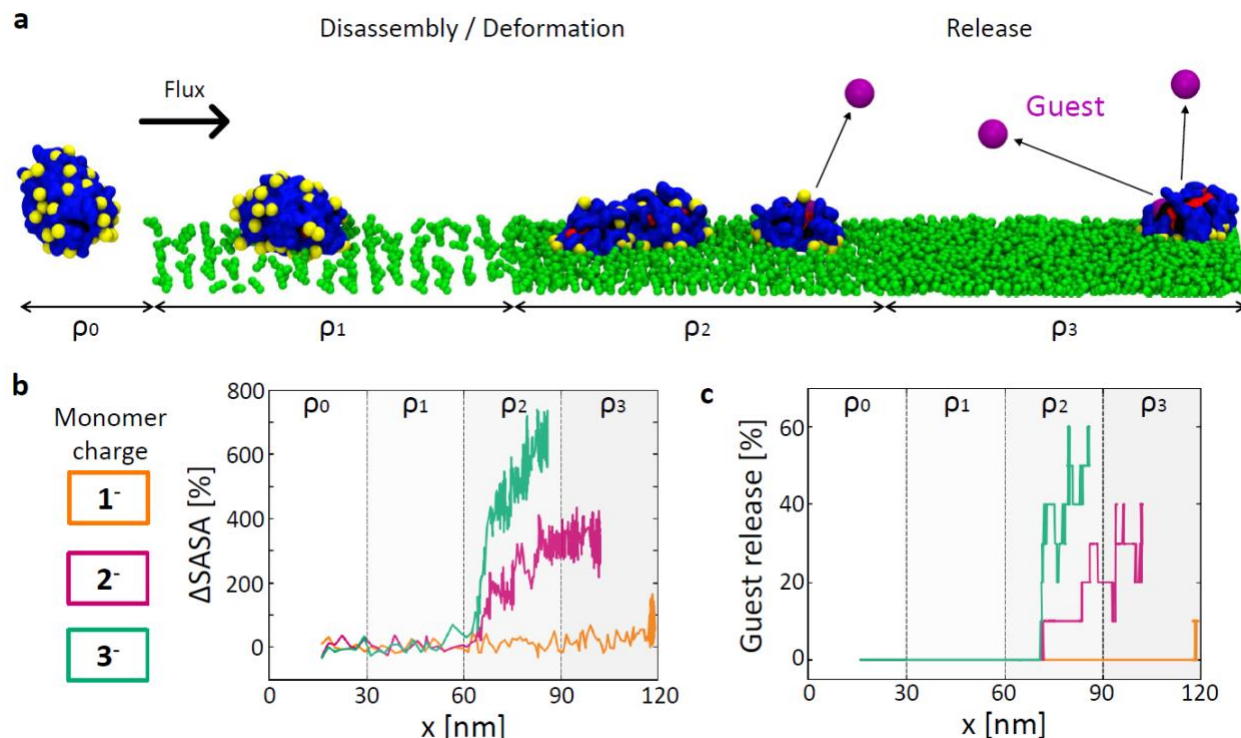 a
Disassembly / Deformation
Release
Flux
Guest
ρ0
ρ1
ρ2
ρ3
b
Monomer
charge
1-
2-
3-
ΔSASA [%]
800
600
400
200
0
ρ0
ρ1
ρ2
ρ3
0
30
60
90
120
x [nm]
c
Guest release [%]
60
40
20
0
ρ0
ρ1
ρ2
ρ3
0
30
60
90
120
x [nm]